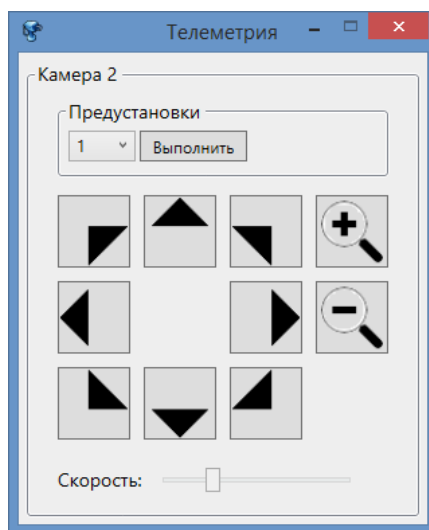 Телеметрия
Камера 2
Предустановки
1 Выполнить
Скорость: